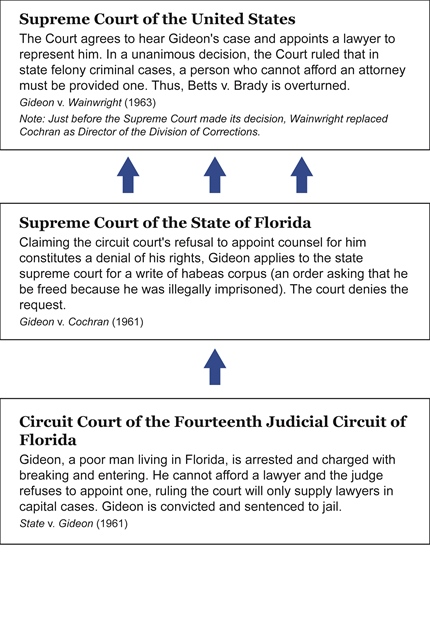 Supreme Court of the United States
The Court agrees to hear Gideon's case and appoints a lawyer to
represent him. In a unanimous decision, the Court ruled that in
state felony criminal cases, a person who cannot afford an attorney
must be provided one. Thus, Betts v. Brady is overturned.
Gideon v. Wainwright (1963)
Note: Just before the Supreme Court made its decision, Wainwright replaced
Cochran as Director of the Division of Corrections.
Supreme Court of the State of Florida
Claiming the circuit court's refusal to appoint counsel for him
constitutes a denial of his rights, Gideon applies to the state
supreme court for a write of habeas corpus (an order asking that he
be freed because he was illegally imprisoned). The court denies the
request.
Gideon v. Cochran (1961)
Circuit Court of the Fourteenth Judicial Circuit of
Florida
Gideon, a poor man living in Florida, is arrested and charged with
breaking and entering. He cannot afford a lawyer and the judge
refuses to appoint one, ruling the court will only supply lawyers in
capital cases. Gideon is convicted and sentenced to jail.
State v. Gideon (1961)